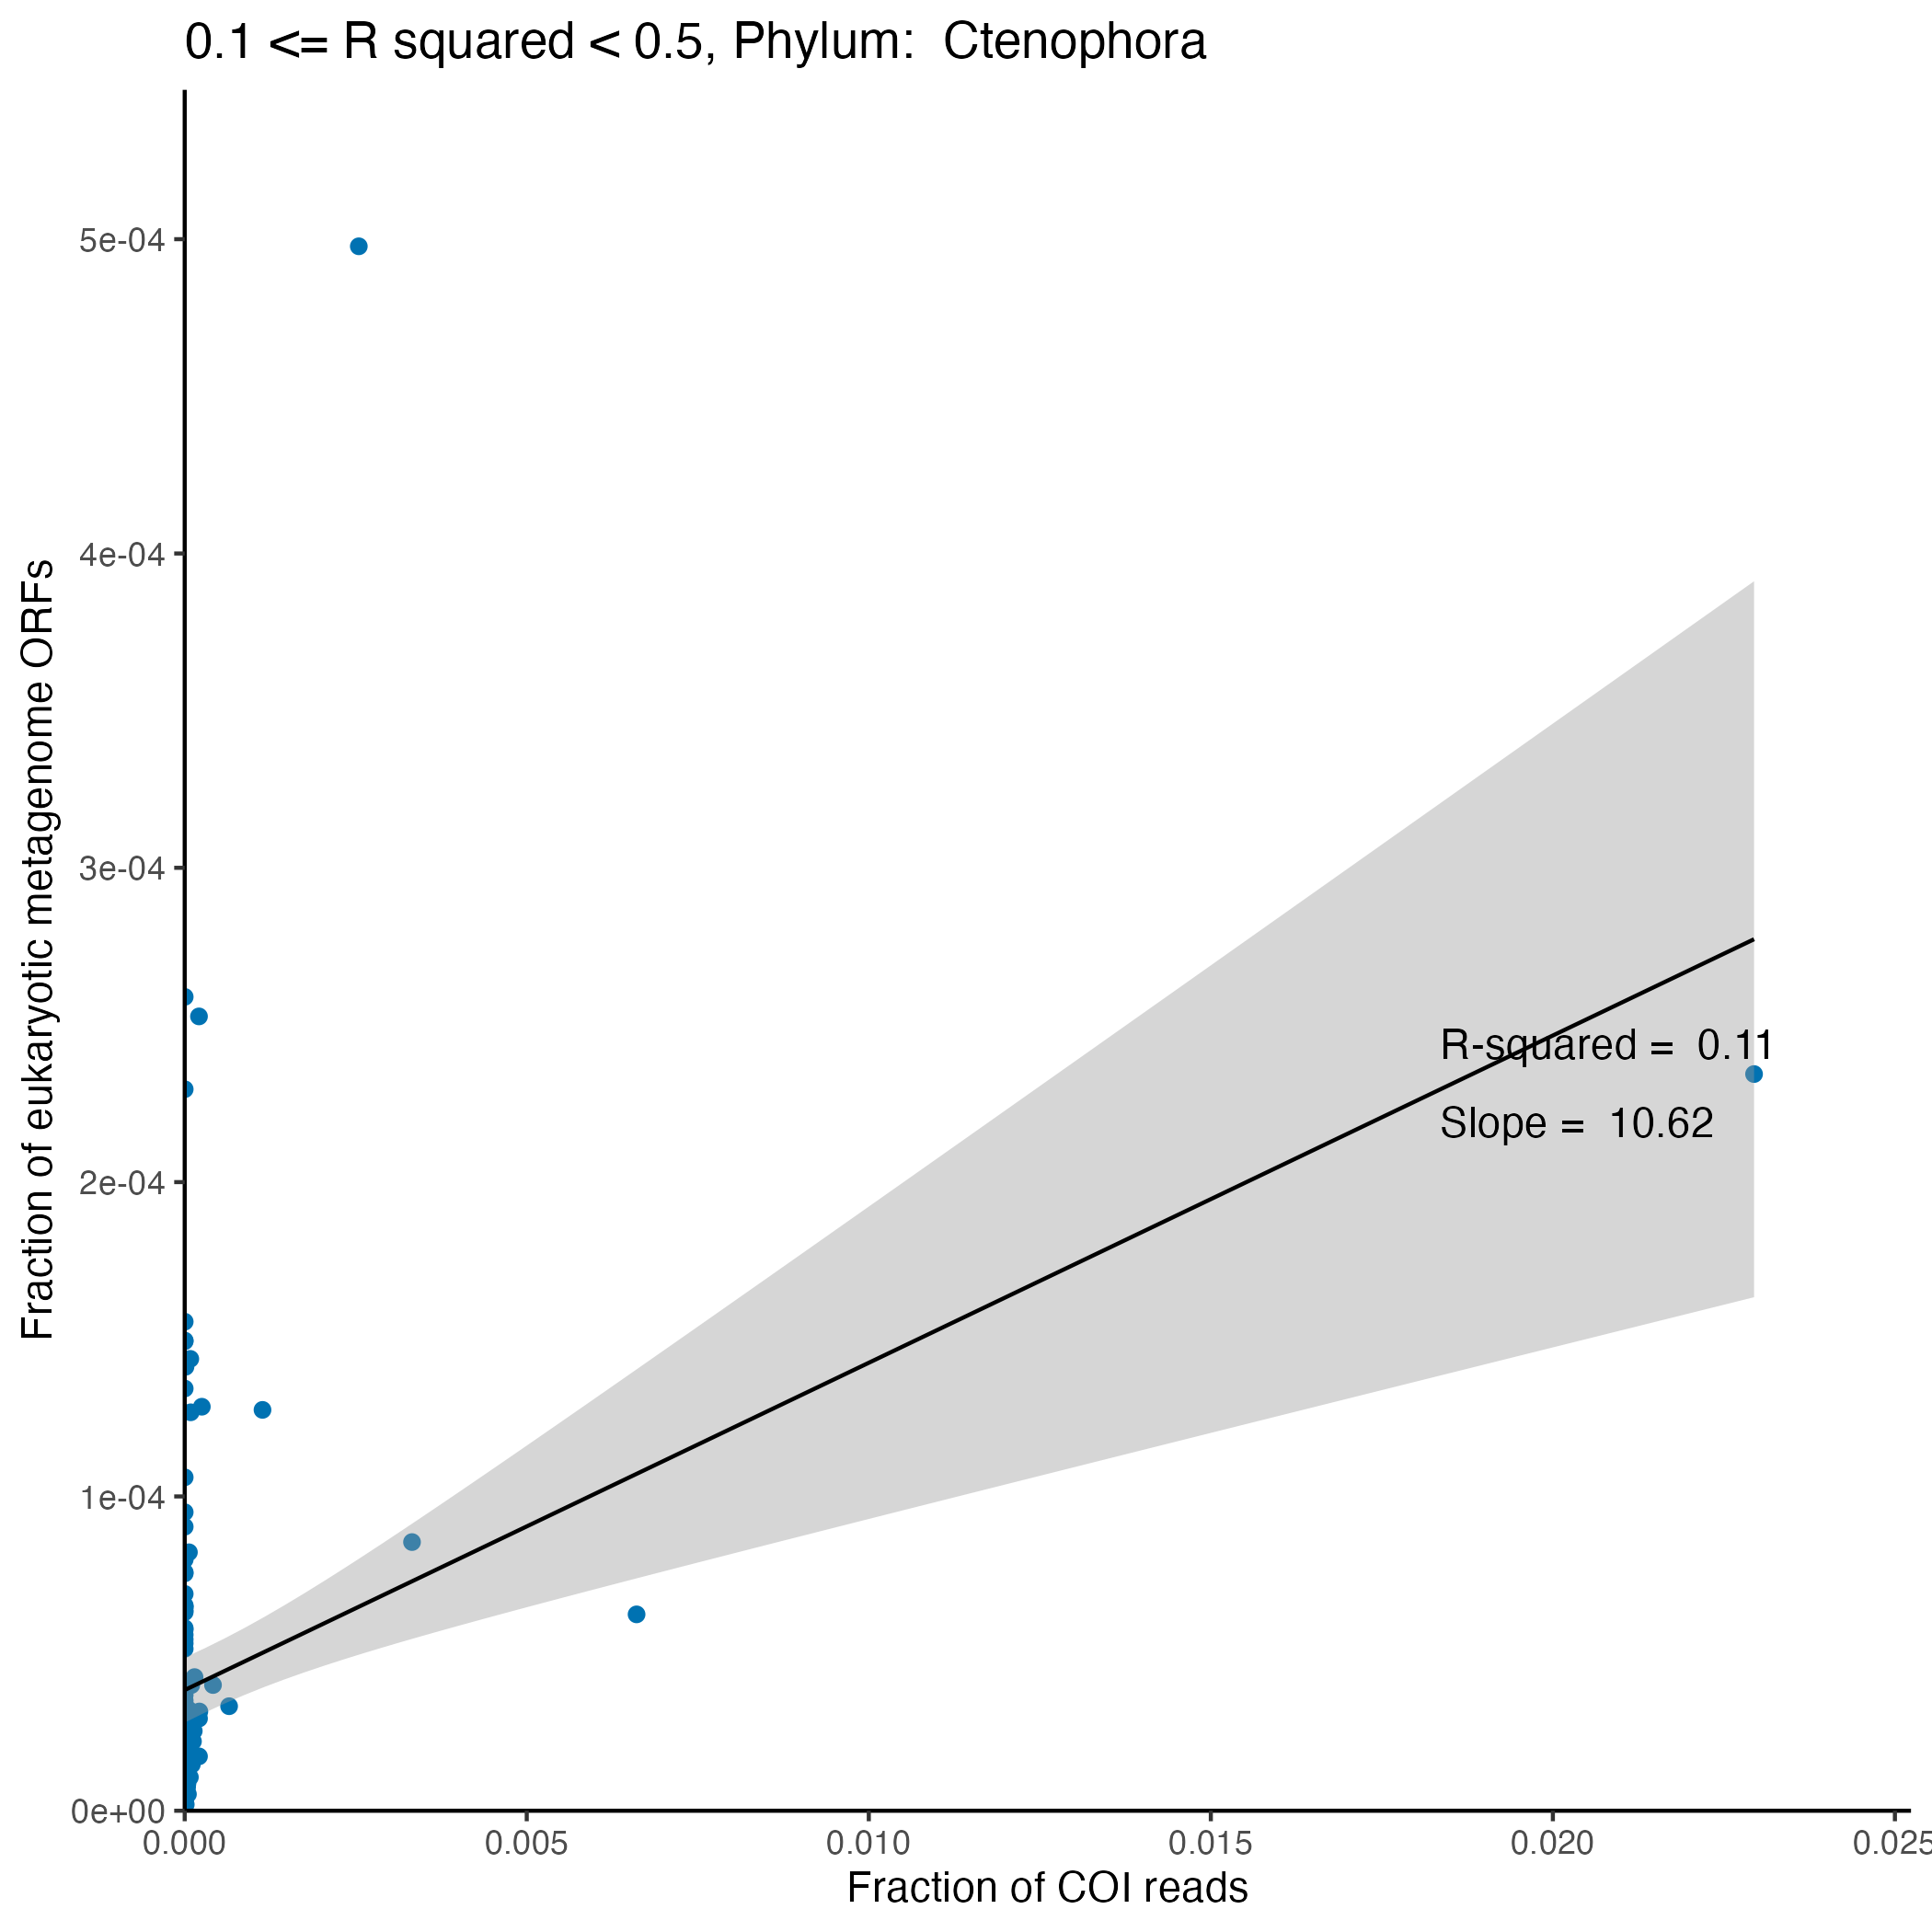 0.1 <= R squared < 0.5, Phylum:  Ctenophora
Fraction of eukaryotic metagenome ORFs
5e-04
4e-04
3e-04
2e-04
1e-04
0e+00
R-squared =  0.11
Slope =  10.62
0.000 0.005 0.010 0.015 0.020 0.025
Fraction of COI reads